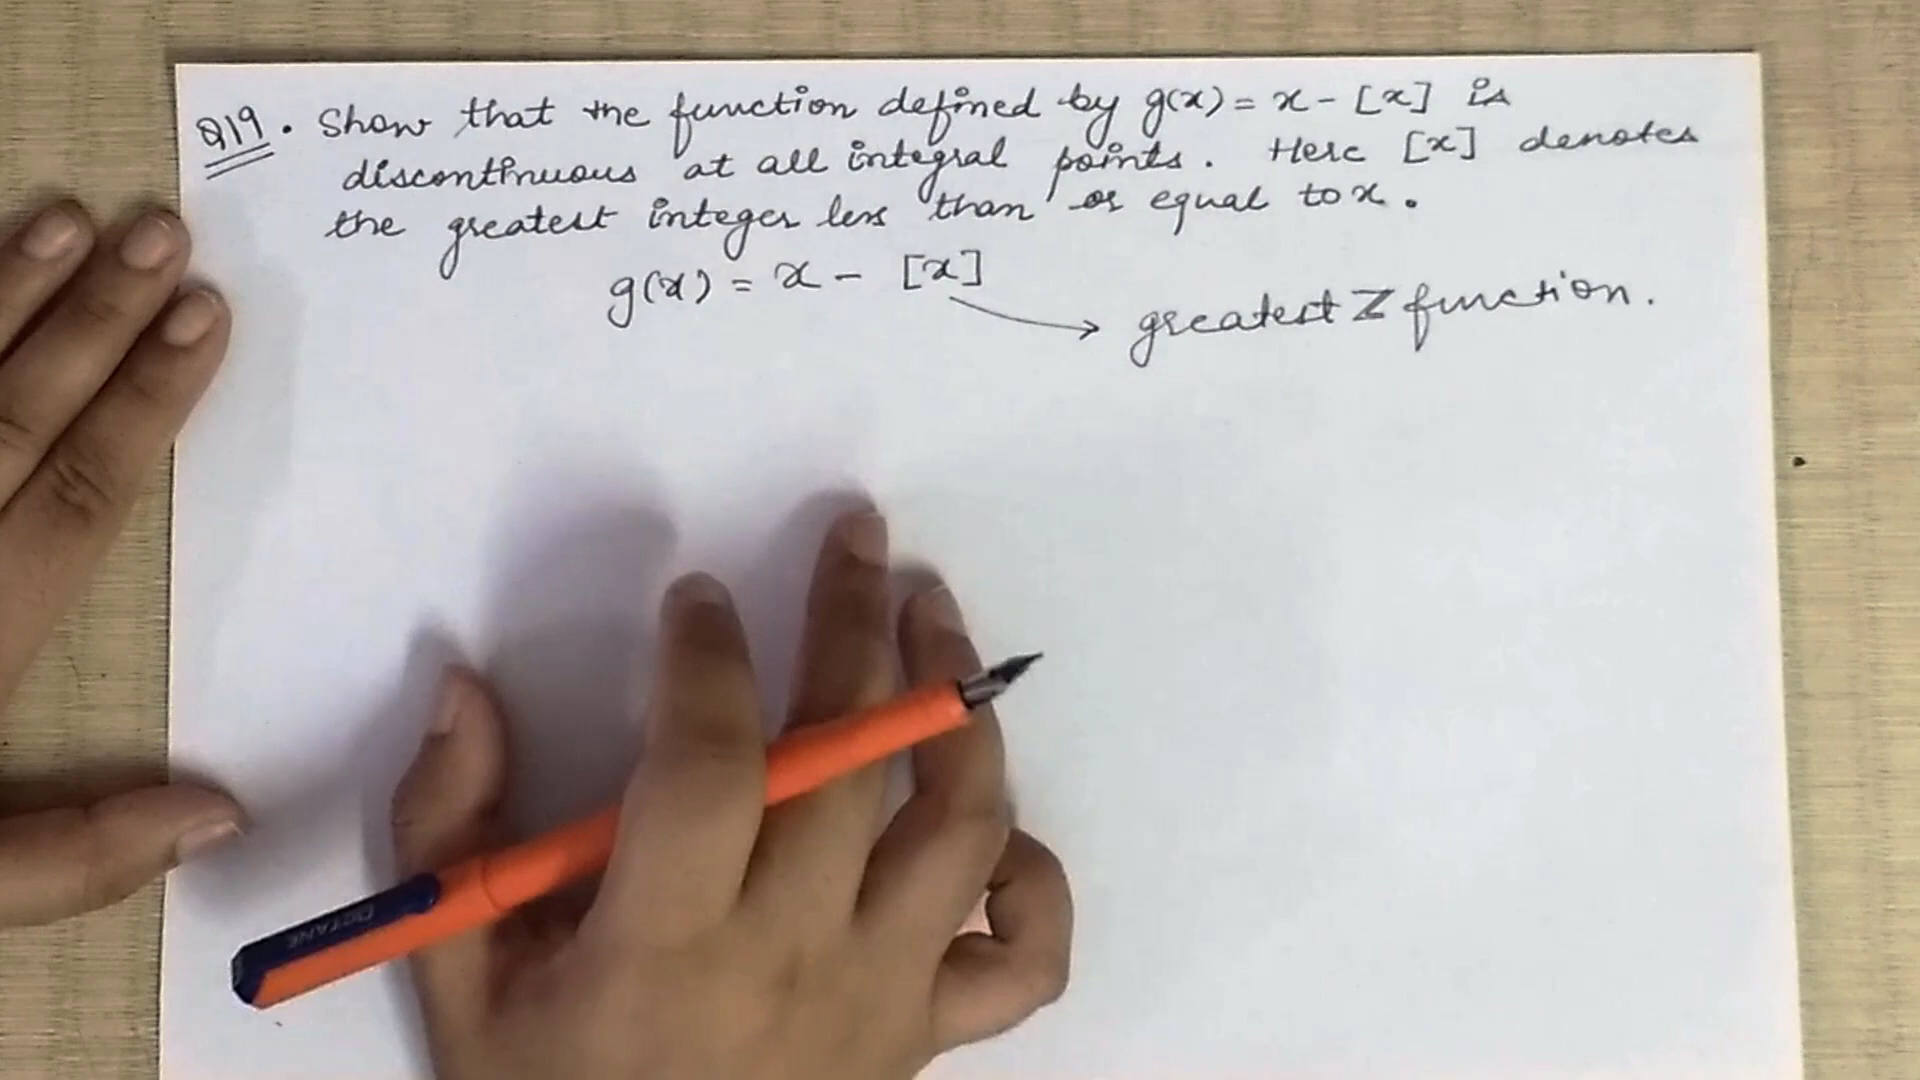 Q19. Show that the function defined by g(x) = x - [x] is
discontinuous at all integral points. Here [x] denotes
the greatest integer less than or equal to x.
g(x) = x - [x]
greatest Z function.
OCTANE